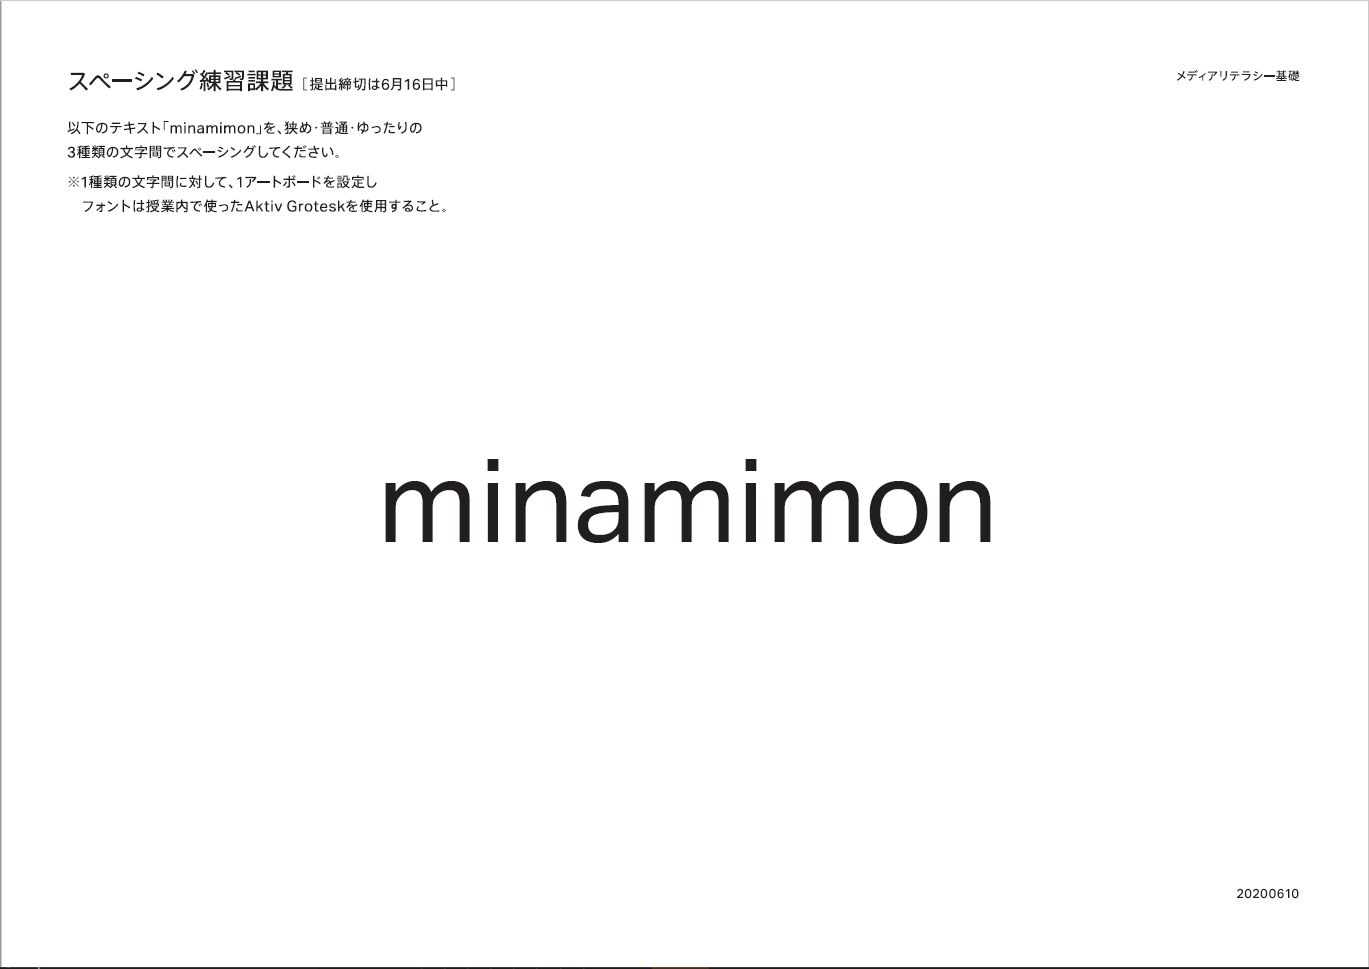 スペーシング練習課題［提出締切は6月16日中］
メディアリテラシー基礎
以下のテキスト「minamimon」を、狭め・普通・ゆったりの
3種類の文字間でスペーシングしてください。
※1種類の文字間に対して、1アートボードを設定し
フォントは授業内で使ったAktiv Groteskを使用すること。
minamimon
20200610